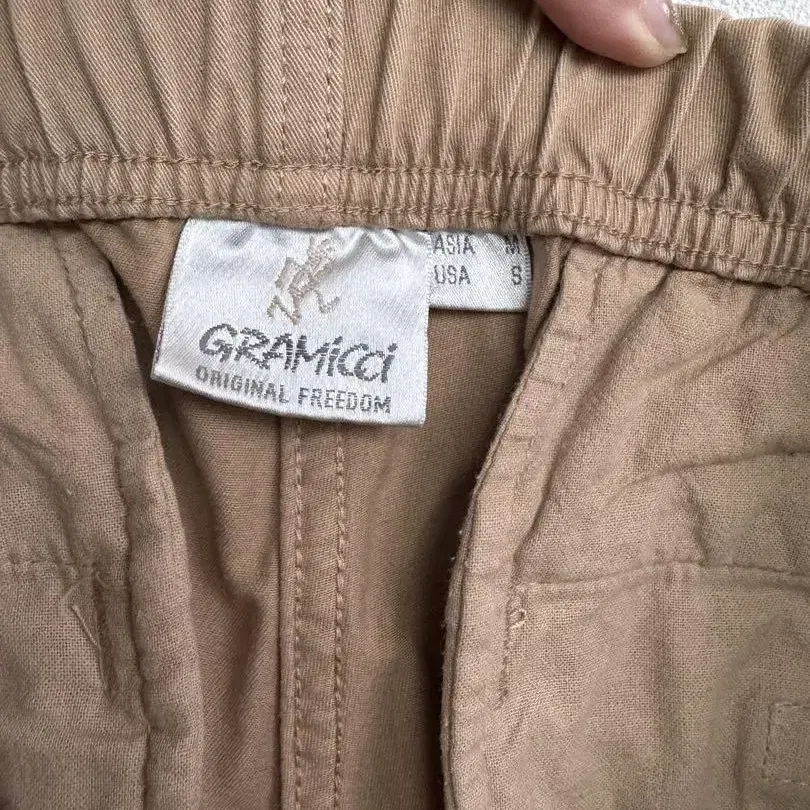 GRAMiCCi
ORIGINAL FREEDOM
ASIA M
USA S